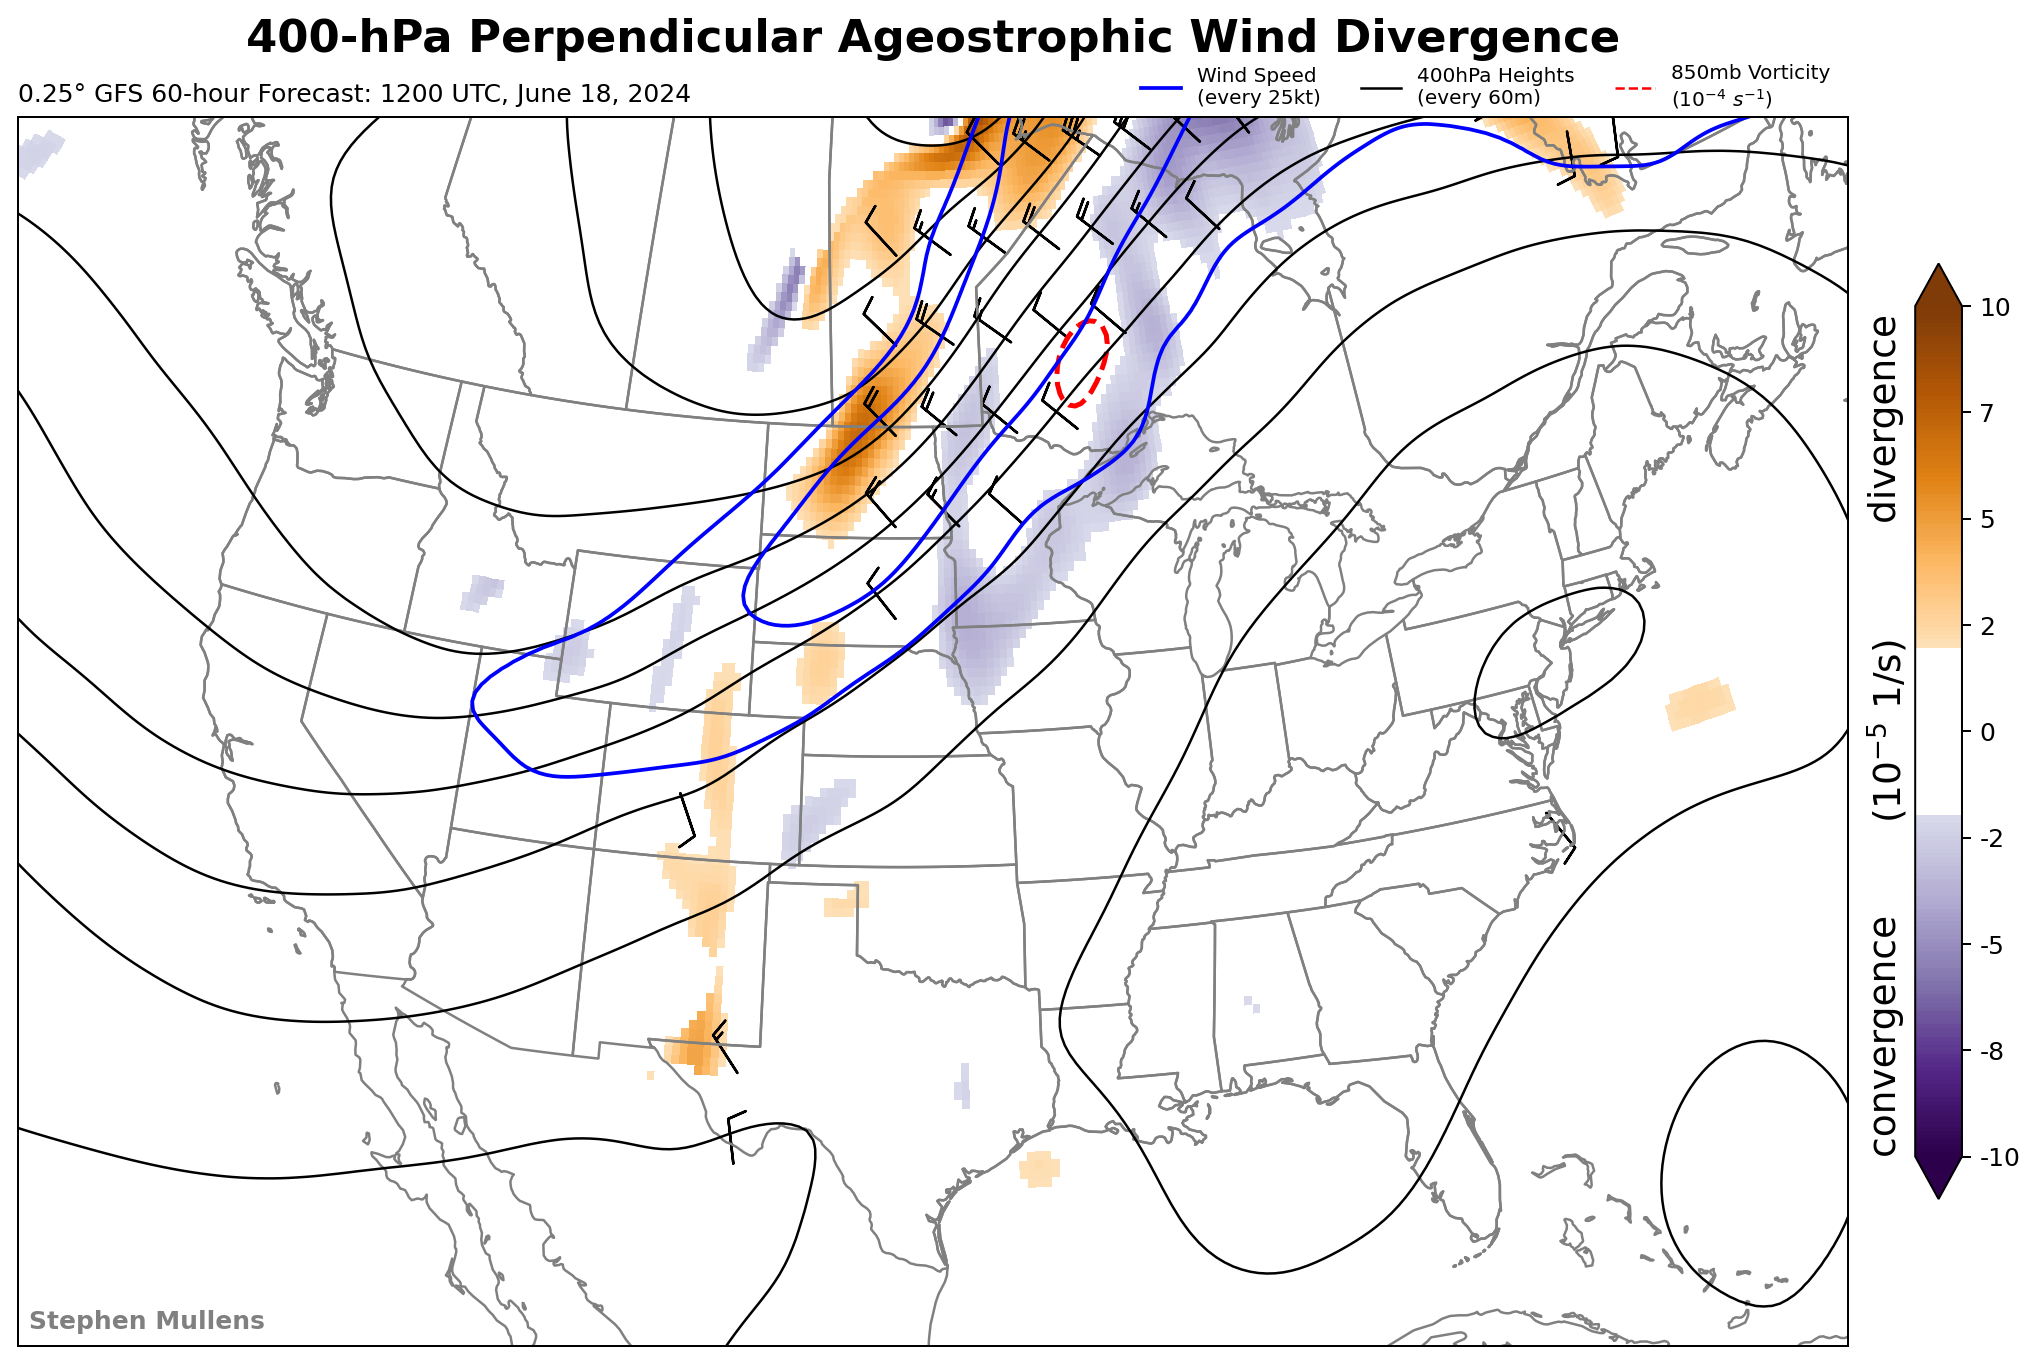 400-hPa Perpendicular Ageostrophic Wind Divergence
0.25° GFS 60-hour Forecast: 1200 UTC, June 18, 2024
Wind Speed
(every 25kt)
400hPa Heights
(every 60m)
850mb Vorticity
(10⁻⁴ s⁻¹)
10
7
5
2
0
-2
-5
-8
-10
convergence (10⁻⁵ 1/s) divergence
Stephen Mullens